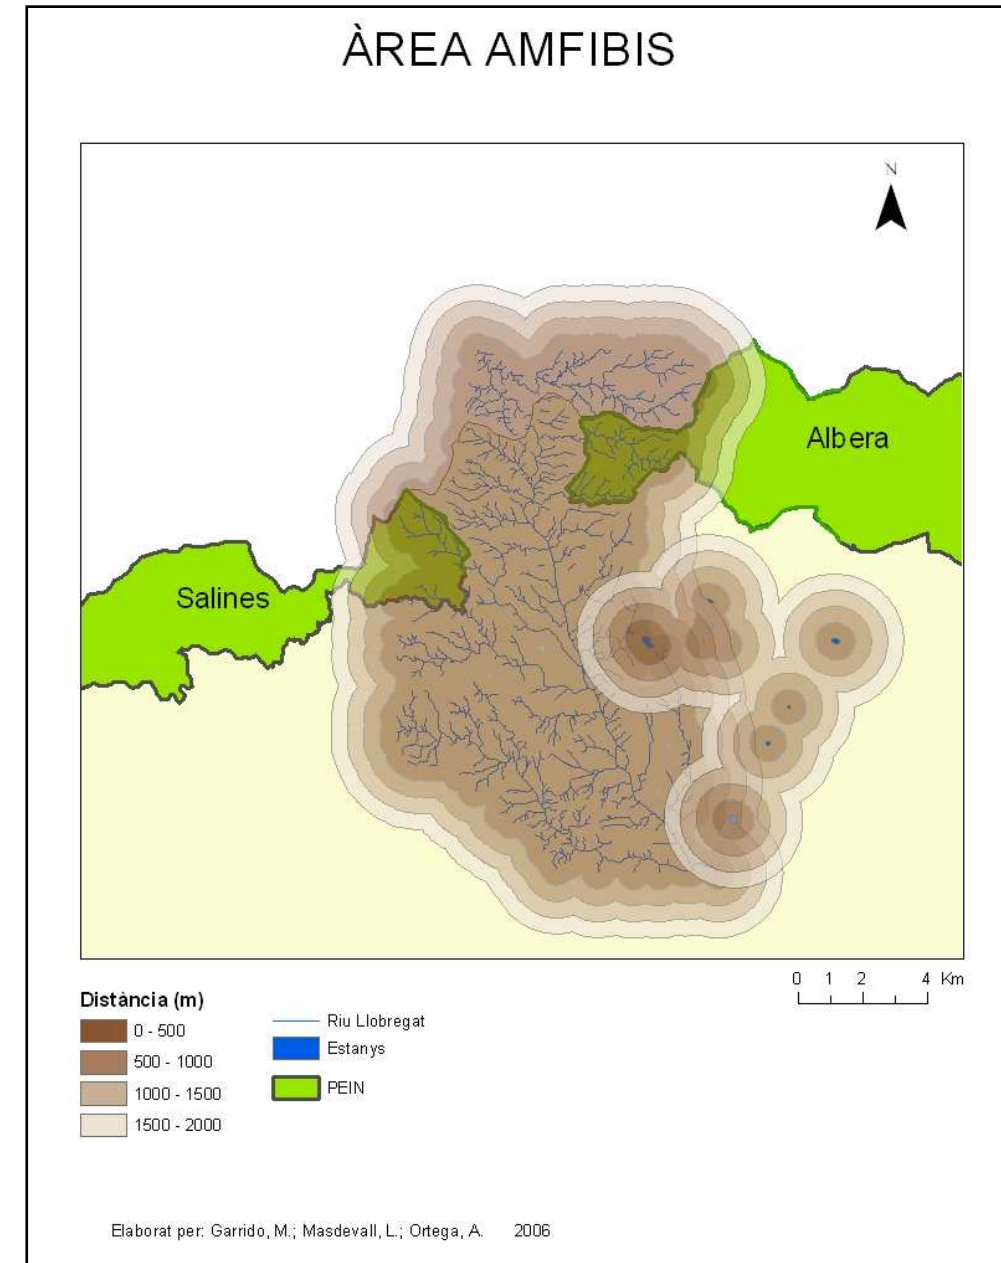 ÀREA AMFIBIS
N
Albera
Salines
0 1 2 4 Km
Distància (m)
0 - 500
500 - 1000
1000 - 1500
1500 - 2000
Riu Llobregat
Estanys
PEIN
Elaborat per: Garrido, M.; Masdevall, L.; Ortega, A. 2006